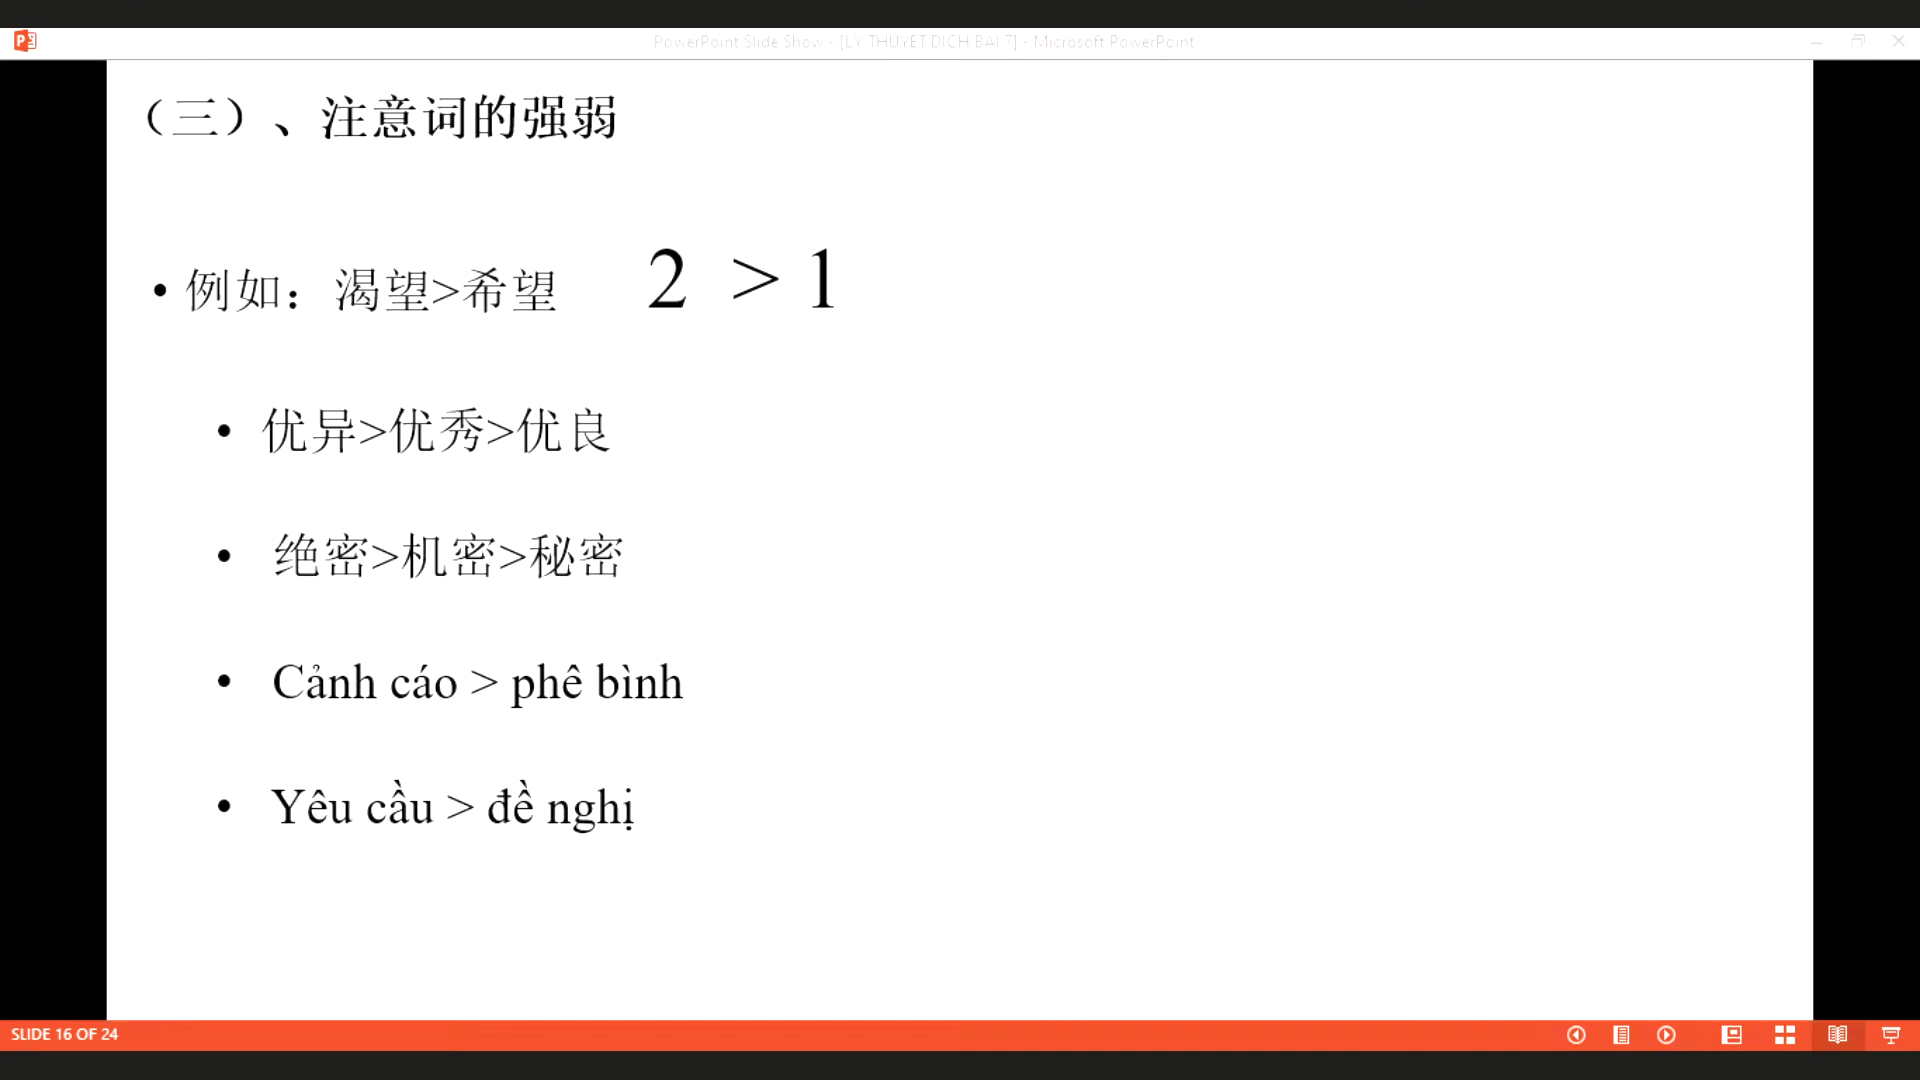 PowerPoint Slide Show - [LY THUYET DICH BAI 7] - Microsoft PowerPoint
（三）、注意词的强弱
• 例如：渴望>希望 2 > 1
• 优异>优秀>优良
• 绝密>机密>秘密
• Cảnh cáo > phê bình
• Yêu cầu > đề nghị
SLIDE 16 OF 24